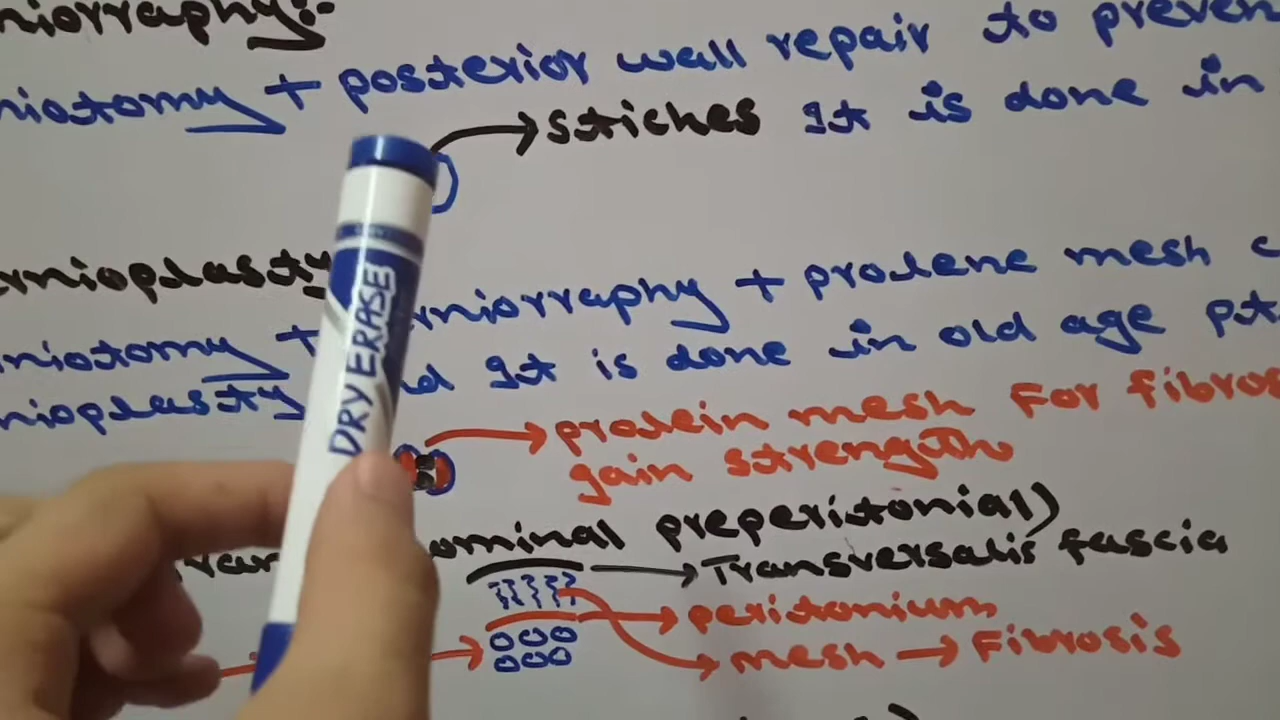 niorraphy:-
niotomy + posterior wall repair to preven
stiches It is done in
rnioplasty
rniorraphy + prolene mesh c
niotomy +
nd It is done in old age pt
nioplasty
protein mesh For fibros
gain strength
DRY ERASE
ominal preperitonial)
Transversalis fascia
peritonium
mesh → Fibrosis